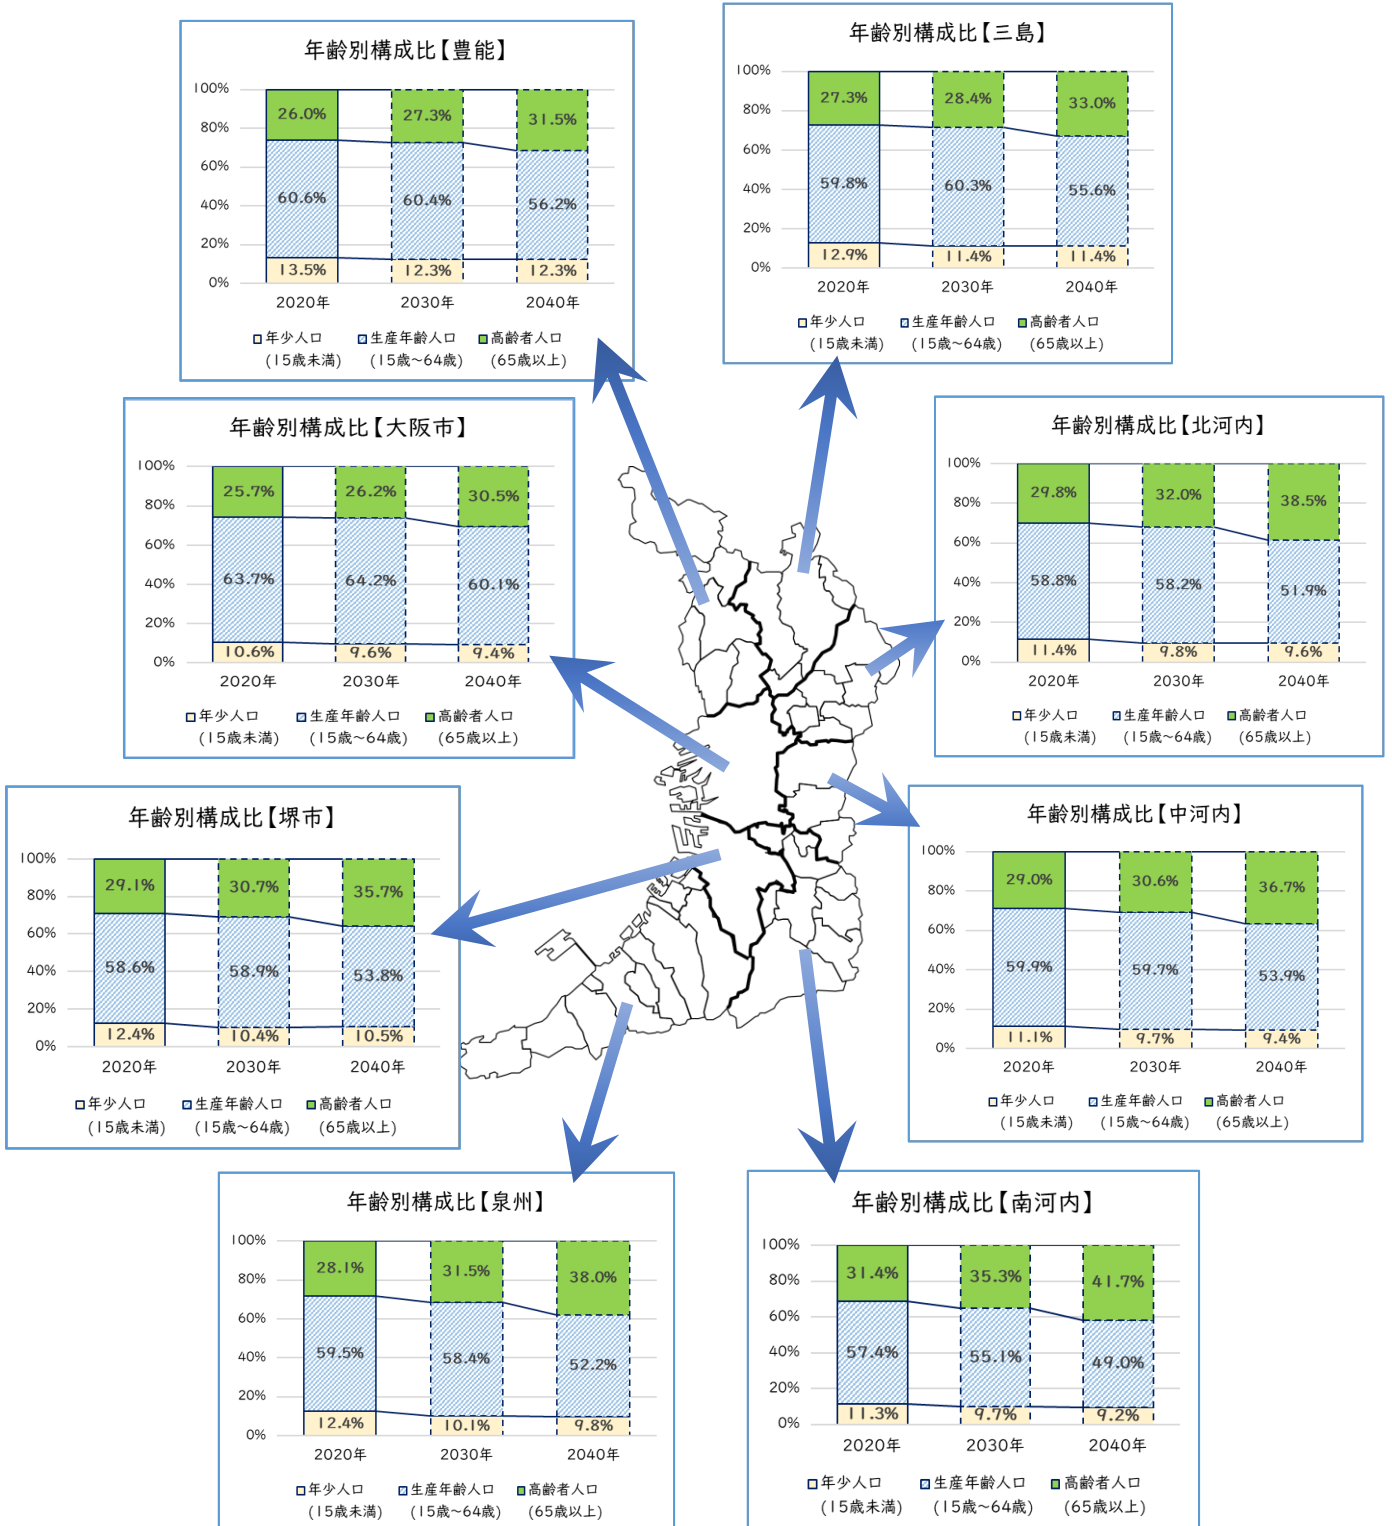 年齢別構成比【豊能】
100%
80%
60%
40%
20%
0%
26.0%
27.3%
31.5%
60.6%
60.4%
56.2%
13.5%
12.3%
12.3%
2020年
2030年
2040年
年少人口
(15歳未満)
生産年齢人口
(15歳～64歳)
高齢者人口
(65歳以上)
年齢別構成比【三島】
100%
80%
60%
40%
20%
0%
27.3%
28.4%
33.0%
59.8%
60.3%
55.6%
12.9%
11.4%
11.4%
2020年
2030年
2040年
年少人口
(15歳未満)
生産年齢人口
(15歳～64歳)
高齢者人口
(65歳以上)
年齢別構成比【大阪市】
100%
80%
60%
40%
20%
0%
25.7%
26.2%
30.5%
63.7%
64.2%
60.1%
10.6%
9.6%
9.4%
2020年
2030年
2040年
年少人口
(15歳未満)
生産年齢人口
(15歳～64歳)
高齢者人口
(65歳以上)
年齢別構成比【北河内】
100%
80%
60%
40%
20%
0%
29.8%
32.0%
38.5%
58.8%
58.2%
51.9%
11.4%
9.8%
9.6%
2020年
2030年
2040年
年少人口
(15歳未満)
生産年齢人口
(15歳～64歳)
高齢者人口
(65歳以上)
年齢別構成比【堺市】
100%
80%
60%
40%
20%
0%
29.1%
30.7%
35.7%
58.6%
58.9%
53.8%
12.4%
10.4%
10.5%
2020年
2030年
2040年
年少人口
(15歳未満)
生産年齢人口
(15歳～64歳)
高齢者人口
(65歳以上)
年齢別構成比【中河内】
100%
80%
60%
40%
20%
0%
29.0%
30.6%
36.7%
59.9%
59.7%
53.9%
11.1%
9.7%
9.4%
2020年
2030年
2040年
年少人口
(15歳未満)
生産年齢人口
(15歳～64歳)
高齢者人口
(65歳以上)
年齢別構成比【泉州】
100%
80%
60%
40%
20%
0%
28.1%
31.5%
38.0%
59.5%
58.4%
52.2%
12.4%
10.1%
9.8%
2020年
2030年
2040年
年少人口
(15歳未満)
生産年齢人口
(15歳～64歳)
高齢者人口
(65歳以上)
年齢別構成比【南河内】
100%
80%
60%
40%
20%
0%
31.4%
35.3%
41.7%
57.4%
55.1%
49.0%
11.3%
9.7%
9.2%
2020年
2030年
2040年
年少人口
(15歳未満)
生産年齢人口
(15歳～64歳)
高齢者人口
(65歳以上)